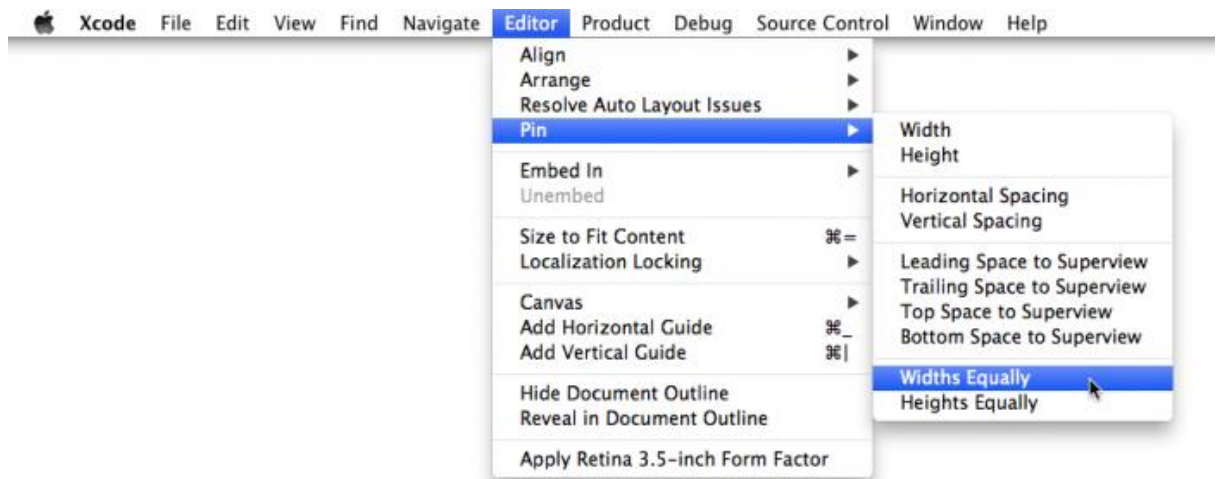 Xcode File Edit View Find Navigate Editor Product Debug Source Control Window Help
Align
Arrange
Resolve Auto Layout Issues
Pin
Embed In
Unembed
Size to Fit Content ⌘=
Localization Locking
Canvas
Add Horizontal Guide ⌘_
Add Vertical Guide ⌘|
Hide Document Outline
Reveal in Document Outline
Apply Retina 3.5-inch Form Factor
Width
Height
Horizontal Spacing
Vertical Spacing
Leading Space to Superview
Trailing Space to Superview
Top Space to Superview
Bottom Space to Superview
Widths Equally
Heights Equally